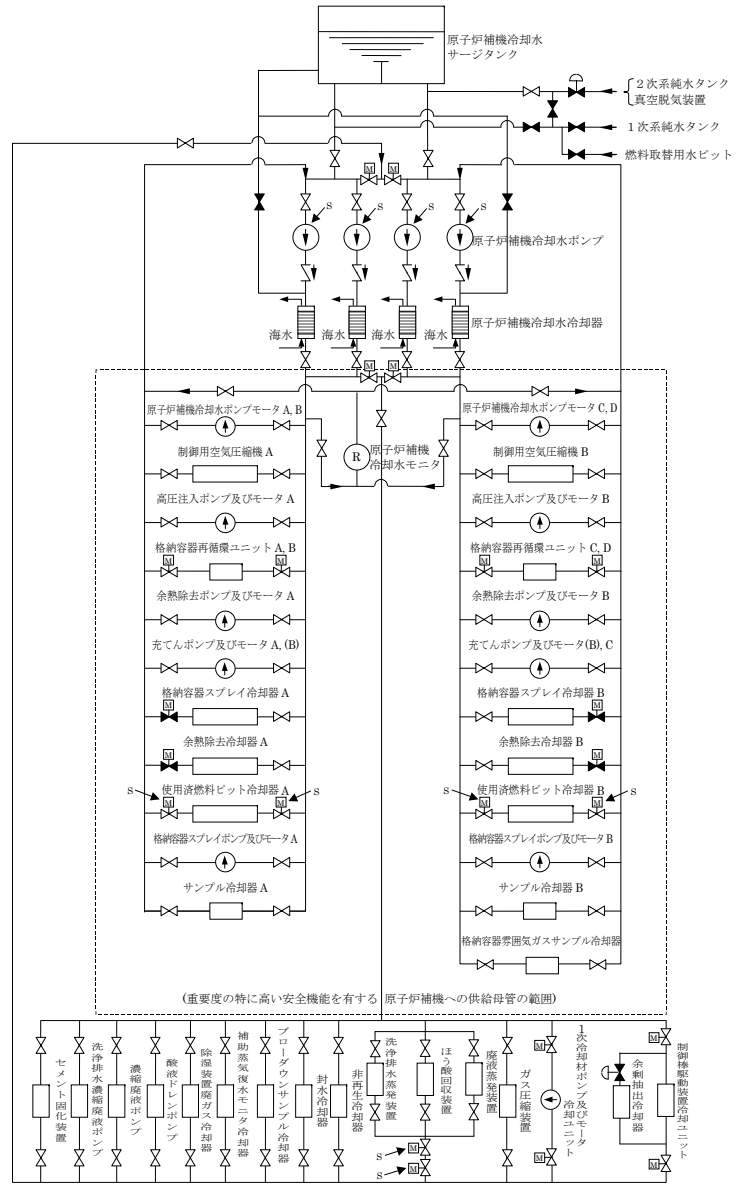 原子炉補機冷却水
サージタンク
２次系純水タンク
真空脱気装置
１次系純水タンク
燃料取替用水ピット
M
M
S
S
S
S
原子炉補機冷却水ポンプ
原子炉補機冷却水冷却器
海水
海水
海水
海水
M
M
原子炉補機冷却水ポンプモータ A, B
原子炉補機冷却水ポンプモータ C, D
R
原子炉補機
冷却水モニタ
制御用空気圧縮機 A
制御用空気圧縮機 B
高圧注入ポンプ及びモータ A
高圧注入ポンプ及びモータ B
格納容器再循環ユニット A, B
格納容器再循環ユニット C, D
M
M
M
M
余熱除去ポンプ及びモータ A
余熱除去ポンプ及びモータ B
充てんポンプ及びモータ A, (B)
充てんポンプ及びモータ(B), C
格納容器スプレイ冷却器 A
格納容器スプレイ冷却器 B
M
M
余熱除去冷却器 A
余熱除去冷却器 B
M
M
使用済燃料ピット冷却器 A
使用済燃料ピット冷却器 B
S
M
M
S
S
M
M
S
格納容器スプレイポンプ及びモータ A
格納容器スプレイポンプ及びモータ B
サンプル冷却器 A
サンプル冷却器 B
格納容器雰囲気ガスサンプル冷却器
(重要度の特に高い安全機能を有する 原子炉補機への供給母管の範囲)
セメント固化装置
洗浄排水濃縮廃液ポンプ
濃縮廃液ポンプ
酸液ドレンポンプ
除湿装置廃ガス冷却器
補助蒸気復水モニタ冷却器
ブローダウンサンプル冷却器
封水冷却器
非再生冷却器
洗浄排水蒸発装置
ほう酸回収装置
廃液蒸発装置
S
M
S
M
ガス圧縮装置
M
M
１次冷却材ポンプ及びモータ
冷却ユニット
余剰抽出冷却器
M
M
制御棒駆動装置冷却ユニット